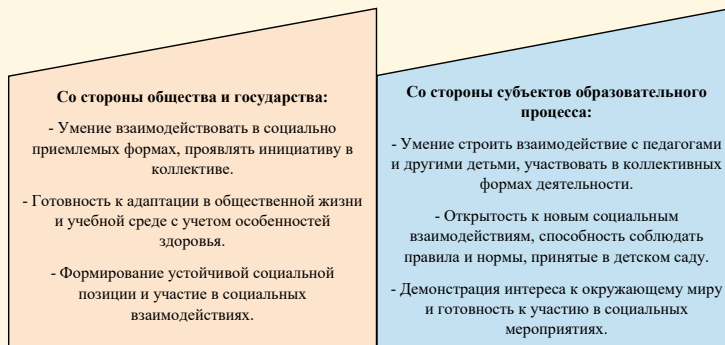 Со стороны общества и государства:
- Умение взаимодействовать в социально
приемлемых формах, проявлять инициативу в
коллективе.
- Готовность к адаптации в общественной жизни
и учебной среде с учетом особенностей
здоровья.
- Формирование устойчивой социальной
позиции и участие в социальных
взаимодействиях.
Со стороны субъектов образовательного
процесса:
- Умение строить взаимодействие с педагогами
и другими детьми, участвовать в коллективных
формах деятельности.
- Открытость к новым социальным
взаимодействиям, способность соблюдать
правила и нормы, принятые в детском саду.
- Демонстрация интереса к окружающему миру
и готовность к участию в социальных
мероприятиях.